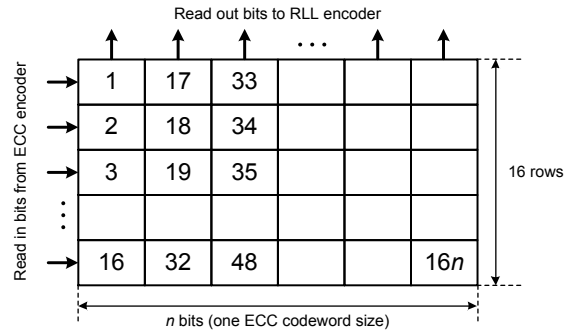 Read out bits to RLL encoder
...
Read in bits from ECC encoder
1 17 33
2 18 34
3 19 35
...
16 32 48 16n
16 rows
n bits (one ECC codeword size)